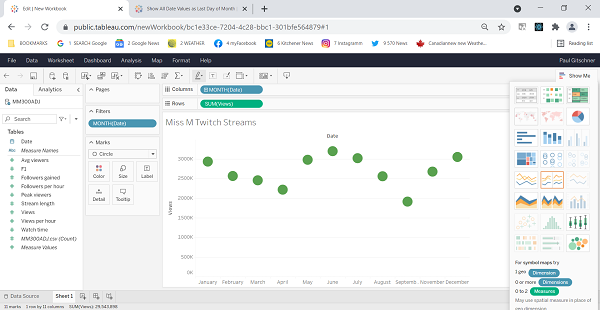 Edit | New Workbook
Show All Date Values as Last Day of Month
public.tableau.com/newWorkbook/bc1e33ce-7204-4c28-bbc1-301bfe564879#1
BOOKMARKS
1 SEARCH Google
2 Google News
2 WEATHER
4 myFacebook
6 Kitchener News
7 Instagramm
9 570 News
Canadiannew Weathe...
Reading list
File Data Worksheet Dashboard Analysis Map Format Help
Paul Gitschner
Show Me
Data
Analytics
MM300ADJ
Search
Tables
Date
Measure Names
Avg viewers
F1
Followers gained
Followers per hour
Peak viewers
Stream length
Views
Views per hour
Watch time
MM300ADJ.csv (Count)
Measure Values
Pages
Filters
MONTH(Date)
Marks
Circle
Color
Size
Label
Detail
Tooltip
Columns
MONTH(Date)
Rows
SUM(Views)
Miss M Twitch Streams
Date
Views
3000K
2500K
2000K
1500K
1000K
500K
0K
January February March April May June July August Septemb.. November December
For symbol maps try
1 geo Dimension
0 or more Dimensions
0 to 2 Measures
May use spatial measure in place of
geo dimension
Data Source
Sheet 1
11 marks 1 row by 11 columns SUM(Views): 29,543,898